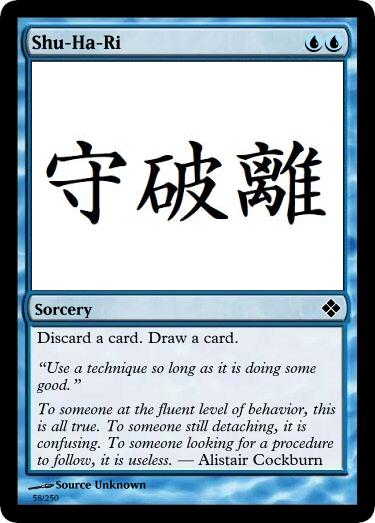 Shu-Ha-Ri
守破離
Sorcery
Discard a card. Draw a card.
“Use a technique so long as it is doing some
good.”
To someone at the fluent level of behavior, this
is all true. To someone still detaching, it is
confusing. To someone looking for a procedure
to follow, it is useless. — Alistair Cockburn
Source Unknown
58/250